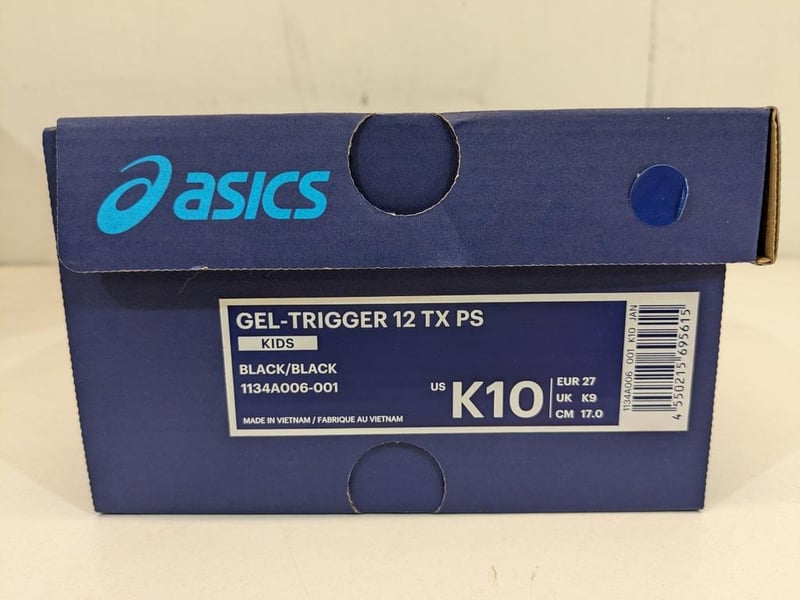 asics
GEL-TRIGGER 12 TX PS
KIDS
BLACK/BLACK
1134A006-001
US K10
EUR 27
UK K9
CM 17.0
MADE IN VIETNAM / FABRIQUE AU VIETNAM
1134A006 001 K10 JAN
4 550215 695615